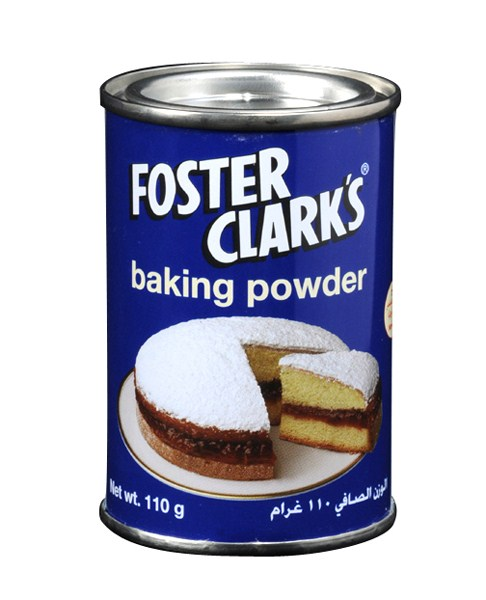 FOSTER
CLARK'S®
baking powder
Net wt. 110 g
الوزن الصافي ١١٠ غرام